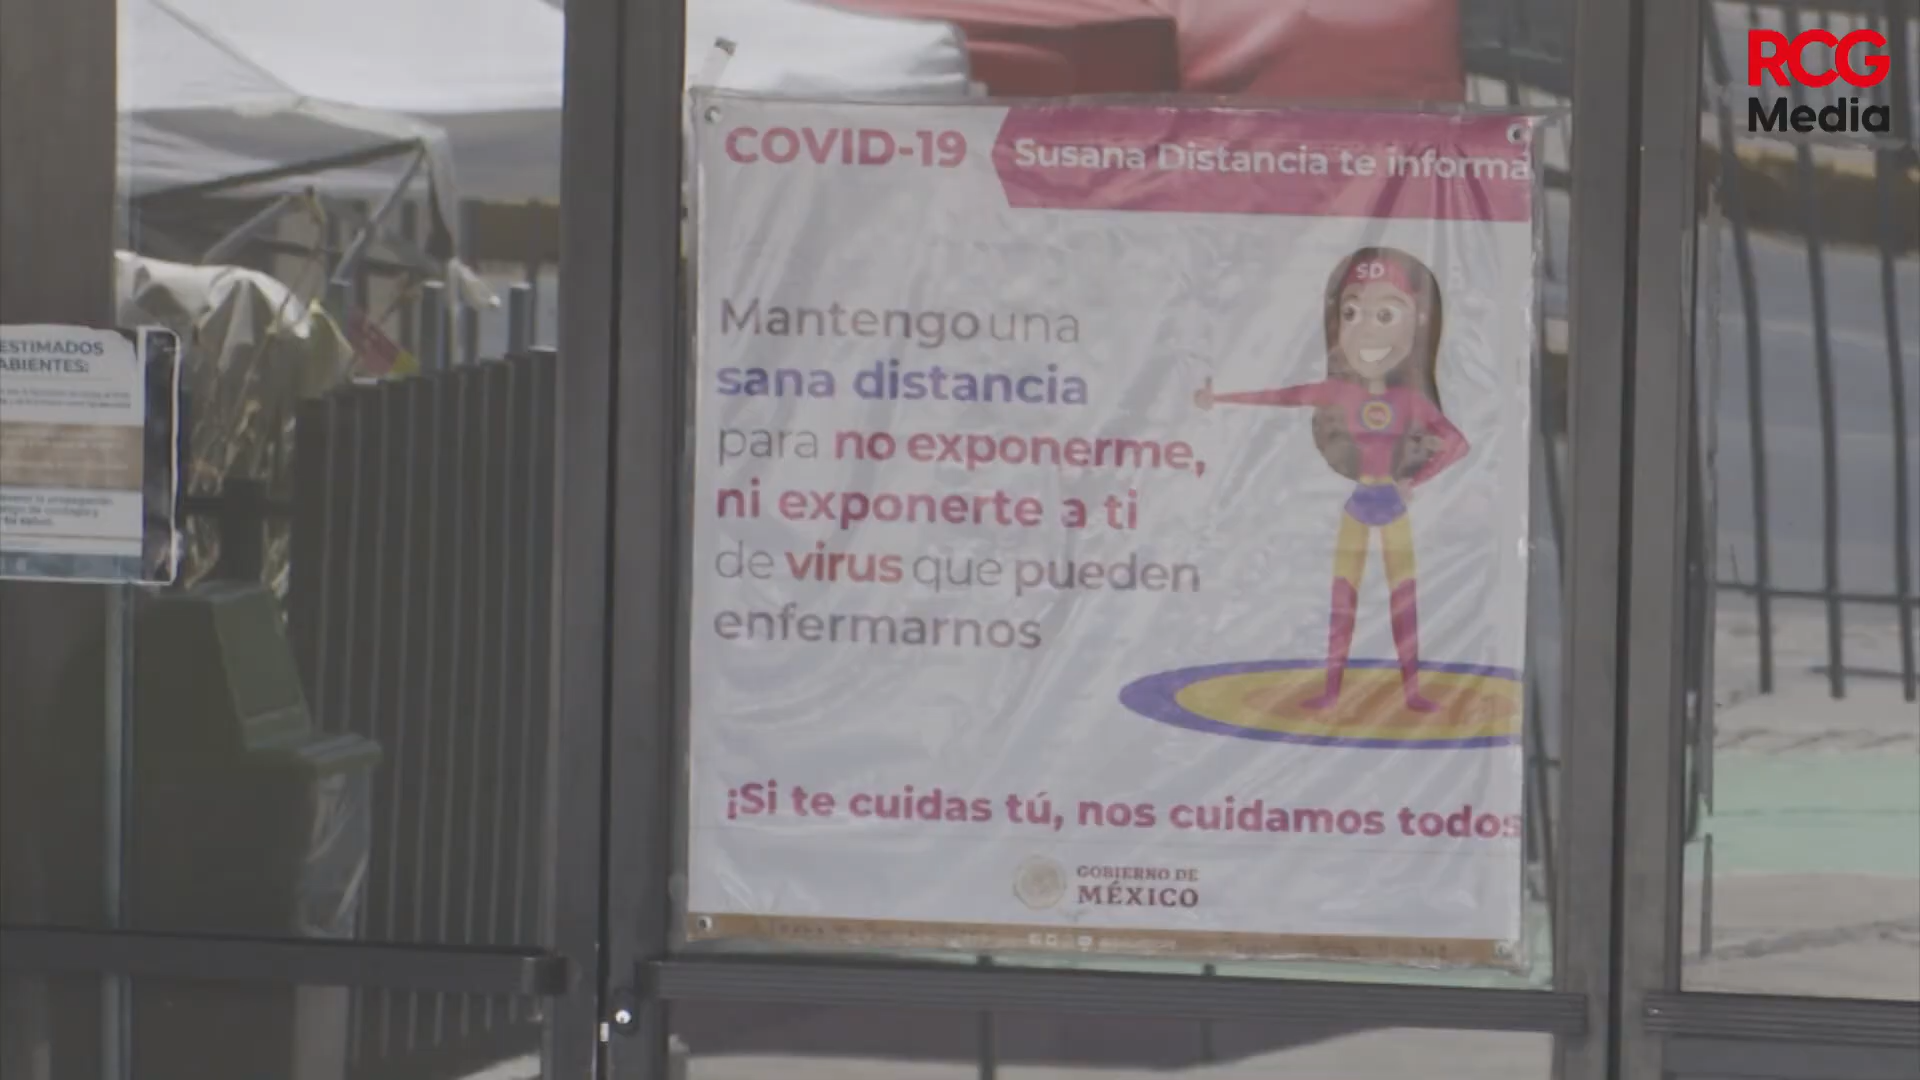 RCG
Media
COVID-19
Susana Distancia te informa
SD
Mantengo una
sana distancia
para no exponerme,
ni exponerte a ti
de virus que pueden
enfermarnos
¡Si te cuidas tú, nos cuidamos todos
GOBIERNO DE
MÉXICO
ESTIMADOS
ABIENTES: